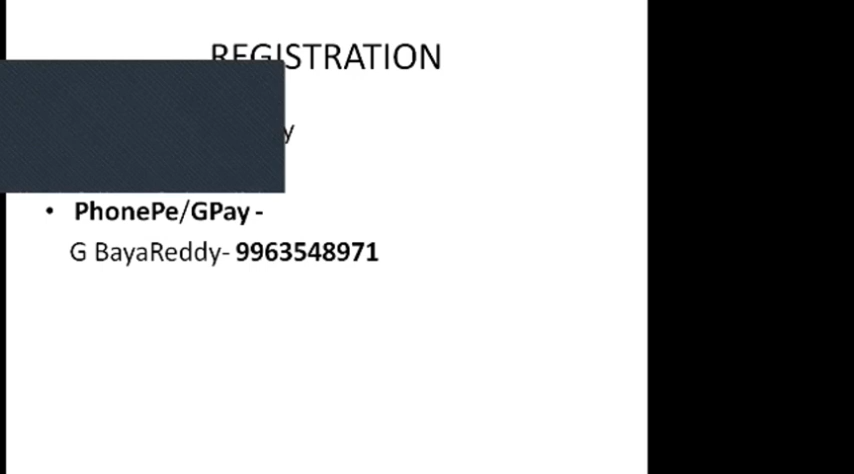 REGISTRATION
• PhonePe/GPay -
G BayaReddy- 9963548971